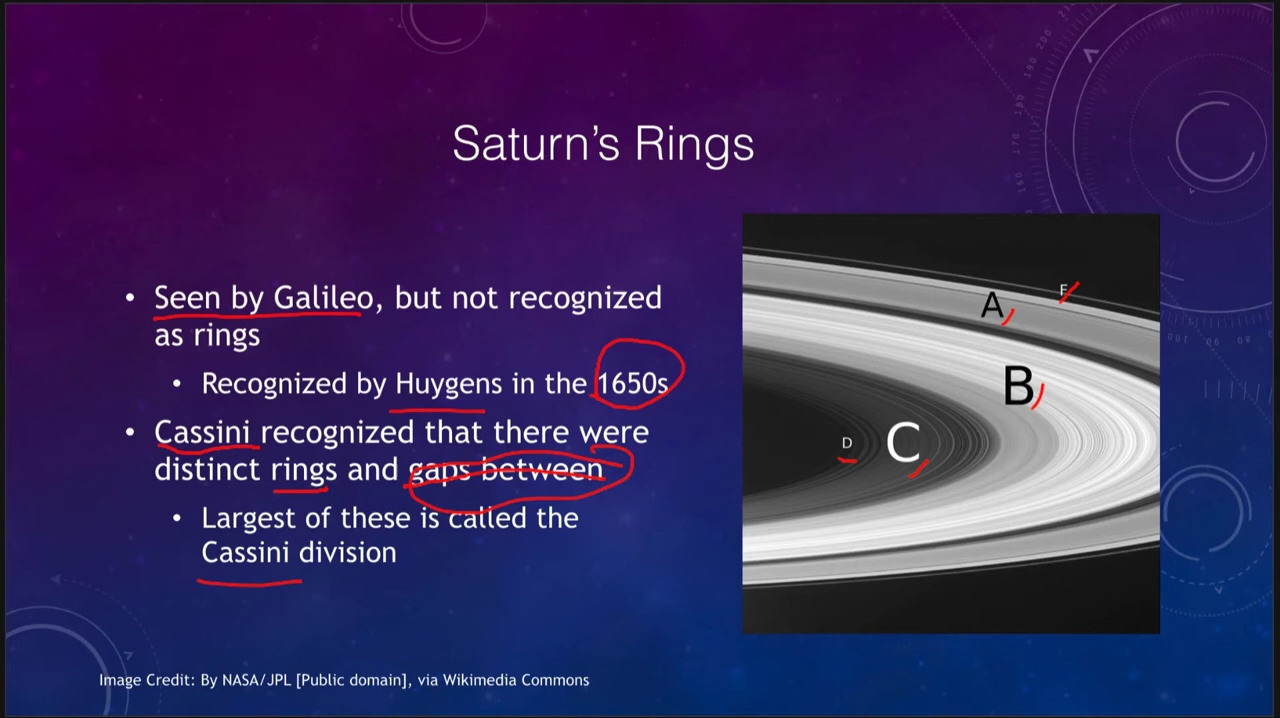 Saturn's Rings
• Seen by Galileo, but not recognized
as rings
• Recognized by Huygens in the 1650s
• Cassini recognized that there were
distinct rings and gaps between
• Largest of these is called the
Cassini division
F
A
B
D
C
Image Credit: By NASA/JPL [Public domain], via Wikimedia Commons